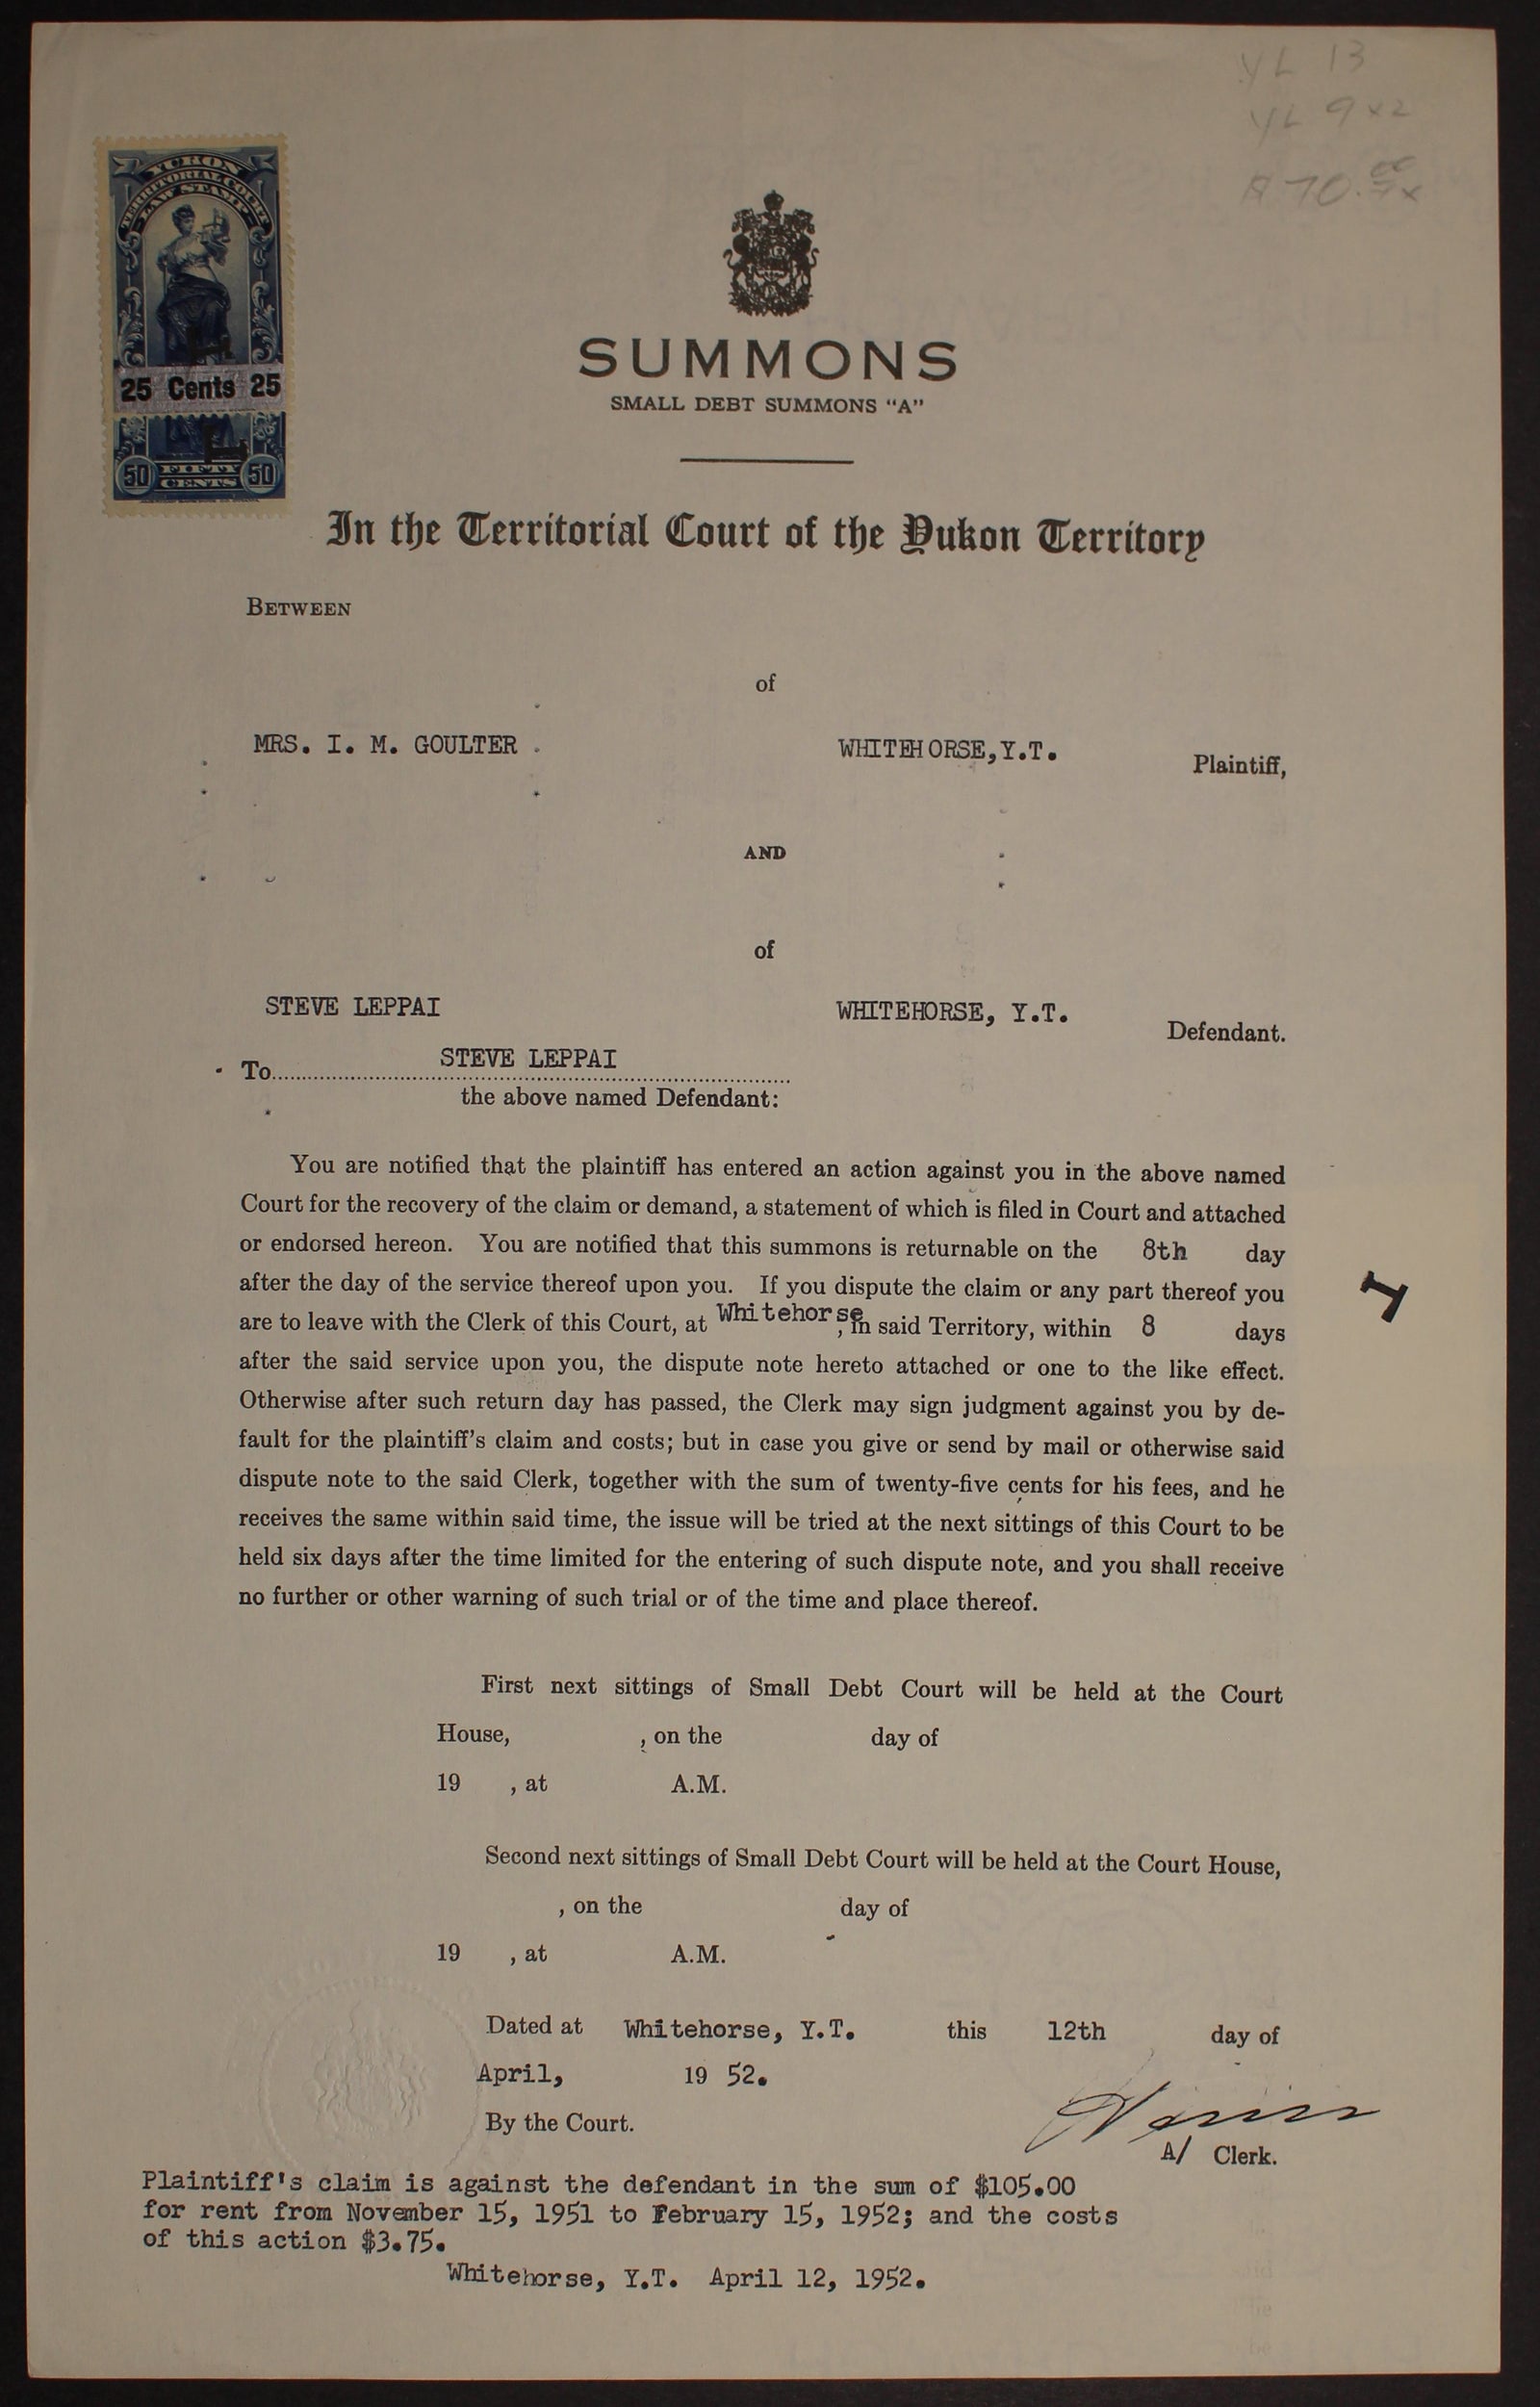 YL 13
YL 9 x2
YUKON
TERRITORIAL COURT
LAW STAMP
25 Cents 25
50 FIFTY CENTS 50
SUMMONS
SMALL DEBT SUMMONS "A"
In the Territorial Court of the Yukon Territory
BETWEEN
of
MRS. I. M. GOULTER WHITEHORSE, Y.T. Plaintiff,
AND
of
STEVE LEPPAI WHITEHORSE, Y.T. Defendant.
To STEVE LEPPAI
the above named Defendant:
You are notified that the plaintiff has entered an action against you in the above named
Court for the recovery of the claim or demand, a statement of which is filed in Court and attached
or endorsed hereon. You are notified that this summons is returnable on the 8th day
after the day of the service thereof upon you. If you dispute the claim or any part thereof you
are to leave with the Clerk of this Court, at Whitehorse, in said Territory, within 8 days
after the said service upon you, the dispute note hereto attached or one to the like effect.
Otherwise after such return day has passed, the Clerk may sign judgment against you by de-
fault for the plaintiff's claim and costs; but in case you give or send by mail or otherwise said
dispute note to the said Clerk, together with the sum of twenty-five cents for his fees, and he
receives the same within said time, the issue will be tried at the next sittings of this Court to be
held six days after the time limited for the entering of such dispute note, and you shall receive
no further or other warning of such trial or of the time and place thereof.
First next sittings of Small Debt Court will be held at the Court
House, , on the day of
19 , at A.M.
Second next sittings of Small Debt Court will be held at the Court House,
, on the day of
19 , at A.M.
Dated at Whitehorse, Y.T. this 12th day of
April, 19 52.
By the Court.
A/ Clerk.
Plaintiff's claim is against the defendant in the sum of $105.00
for rent from November 15, 1951 to February 15, 1952; and the costs
of this action $3.75.
Whitehorse, Y.T. April 12, 1952.